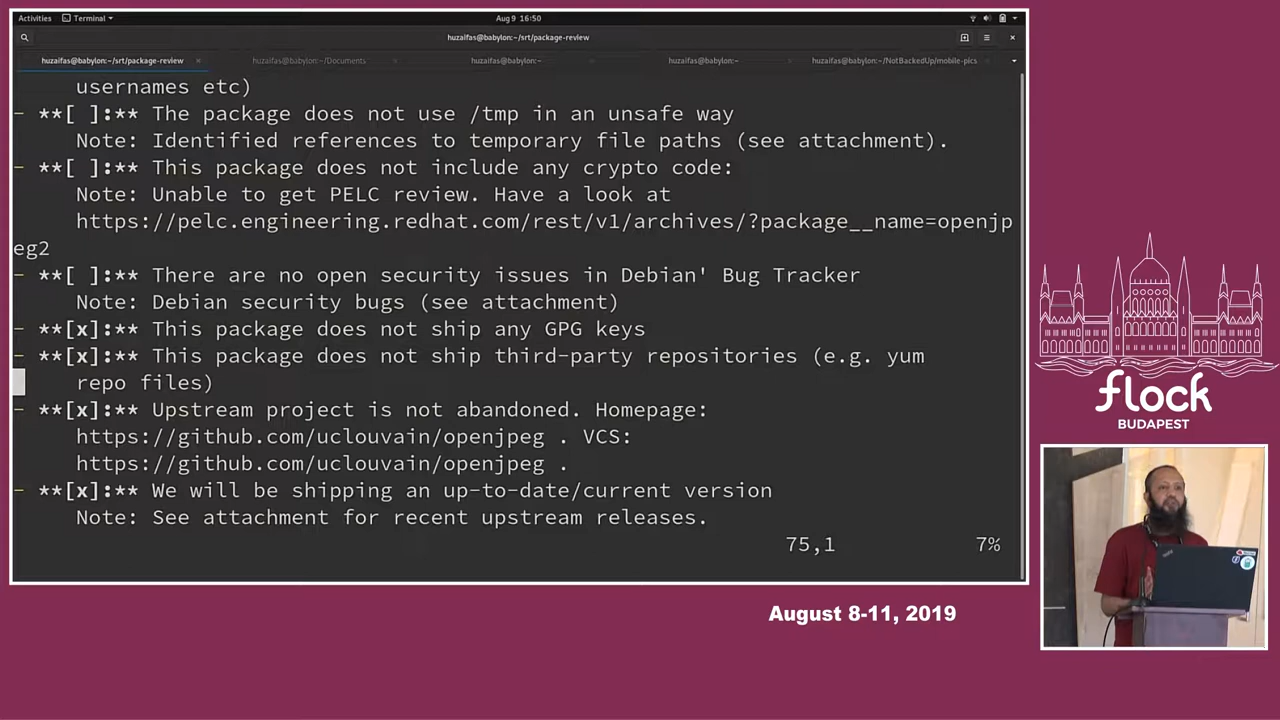 Activities Terminal Aug 9 16:50
huzaifas@babylon:~/srt/package-review
huzaifas@babylon:~/srt/package-review × huzaifas@babylon:~/Documents × huzaifas@babylon:~ × huzaifas@babylon:~ × huzaifas@babylon:~/NotBackedUp/mobile-pics
usernames etc)
- **[ ]:** The package does not use /tmp in an unsafe way
Note: Identified references to temporary file paths (see attachment).
- **[ ]:** This package does not include any crypto code:
Note: Unable to get PELC review. Have a look at
https://pelc.engineering.redhat.com/rest/v1/archives/?package__name=openjp
eg2
- **[ ]:** There are no open security issues in Debian' Bug Tracker
Note: Debian security bugs (see attachment)
- **[x]:** This package does not ship any GPG keys
- **[x]:** This package does not ship third-party repositories (e.g. yum
repo files)
- **[x]:** Upstream project is not abandoned. Homepage:
https://github.com/uclouvain/openjpeg . VCS:
https://github.com/uclouvain/openjpeg .
- **[x]:** We will be shipping an up-to-date/current version
Note: See attachment for recent upstream releases.
75,1 7%
flock
BUDAPEST
August 8-11, 2019